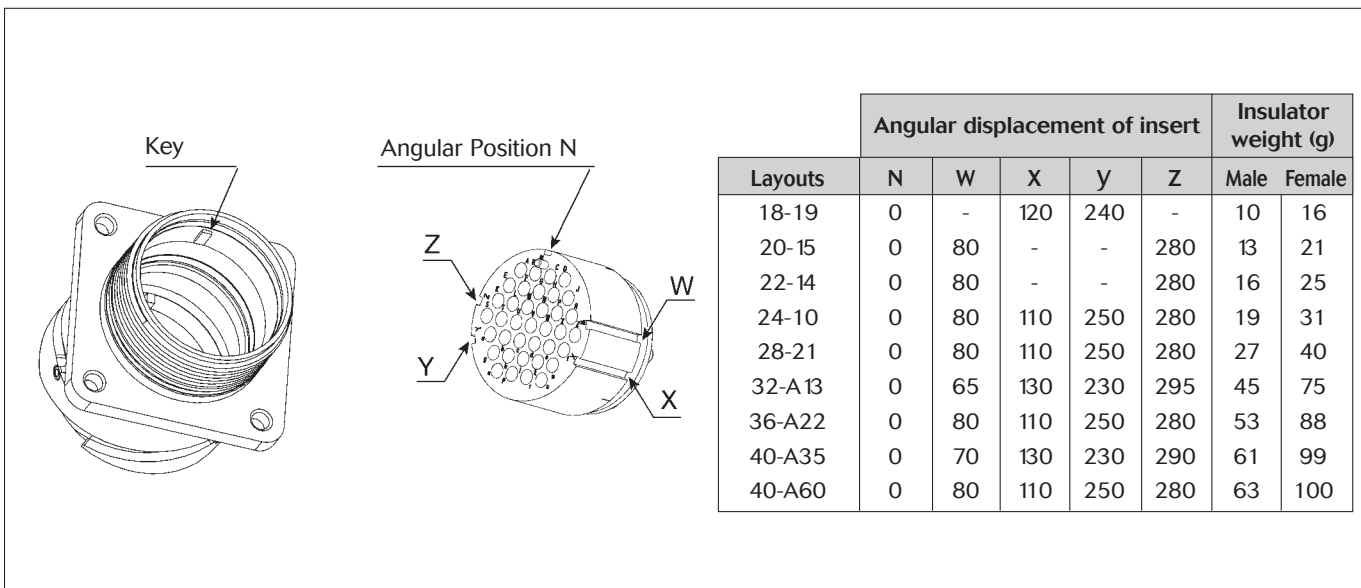 Key
Angular Position N
Z
Y
W
X
Angular displacement of insert Insulator weight (g)
Layouts N W X y Z Male Female
18-19 0 - 120 240 - 10 16
20-15 0 80 - - 280 13 21
22-14 0 80 - - 280 16 25
24-10 0 80 110 250 280 19 31
28-21 0 80 110 250 280 27 40
32-A13 0 65 130 230 295 45 75
36-A22 0 80 110 250 280 53 88
40-A35 0 70 130 230 290 61 99
40-A60 0 80 110 250 280 63 100